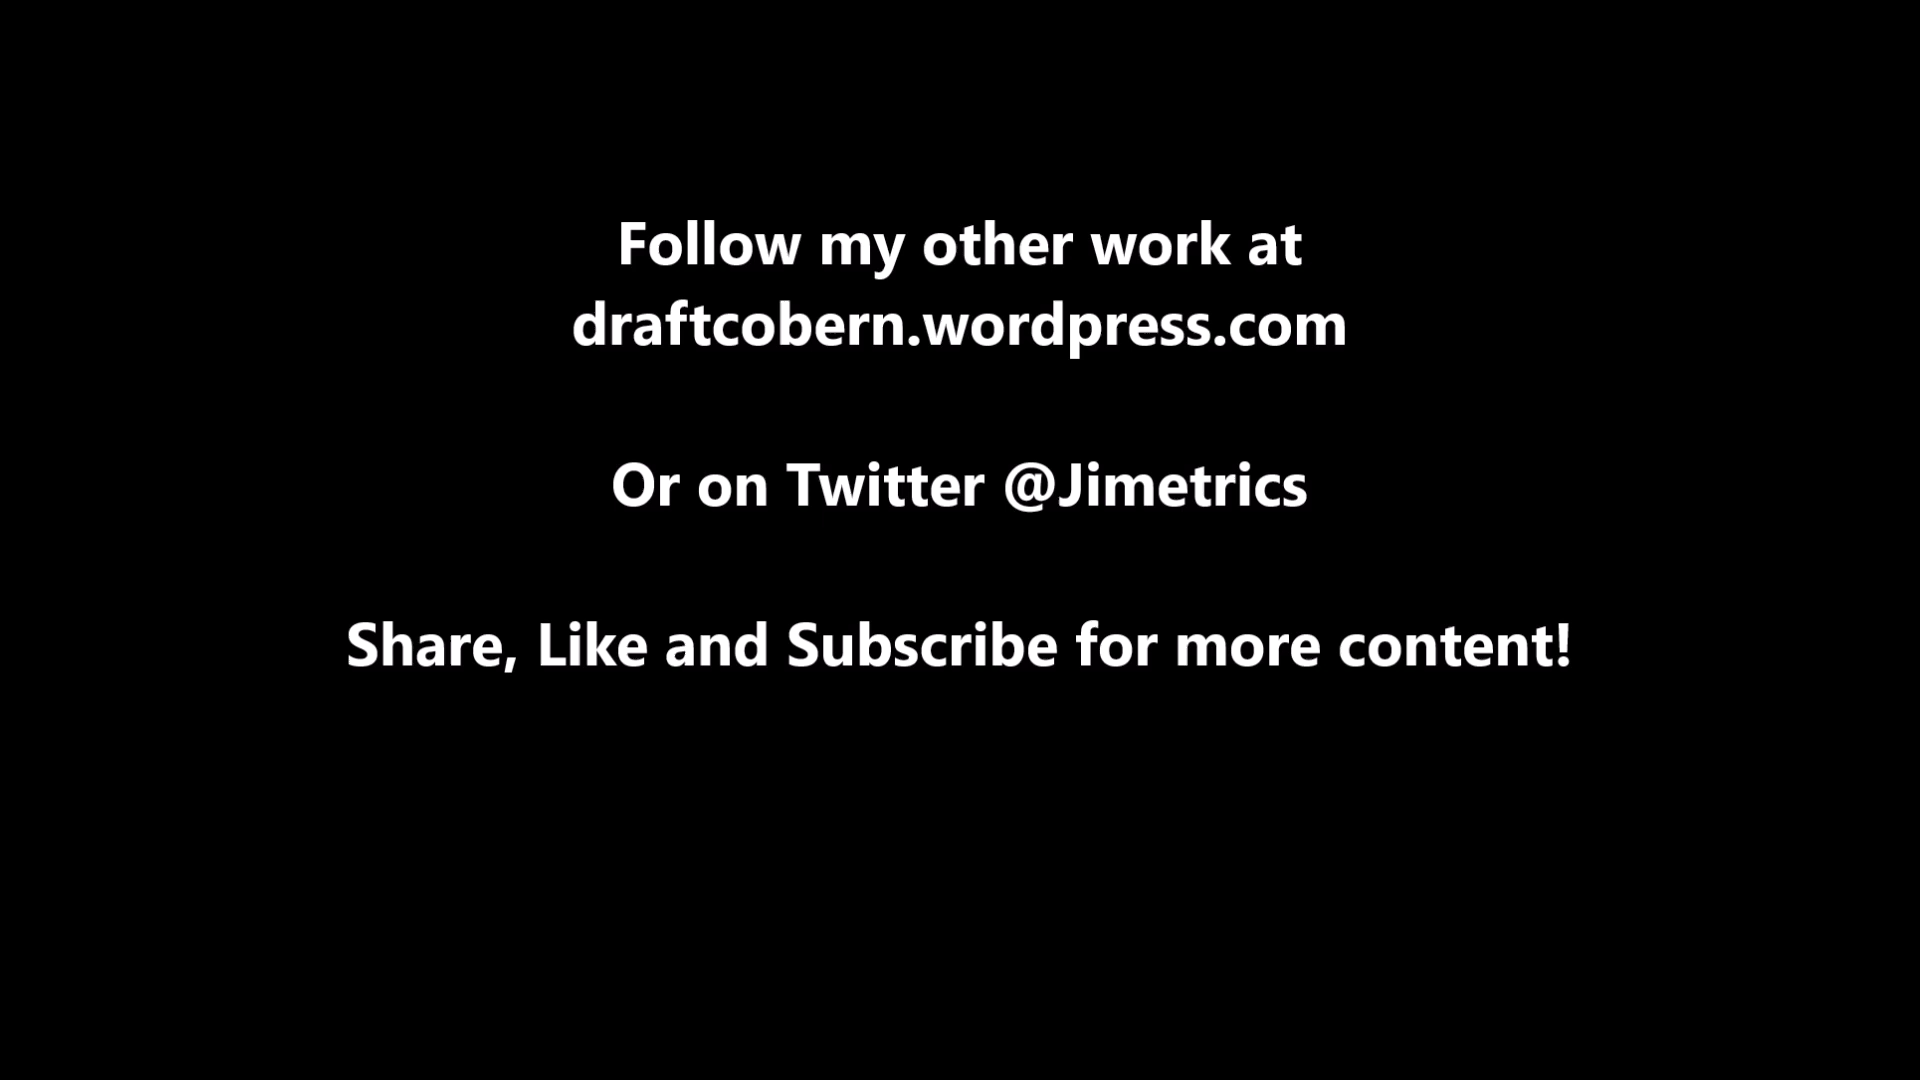 Follow my other work at
draftcobern.wordpress.com
Or on Twitter @Jimetrics
Share, Like and Subscribe for more content!